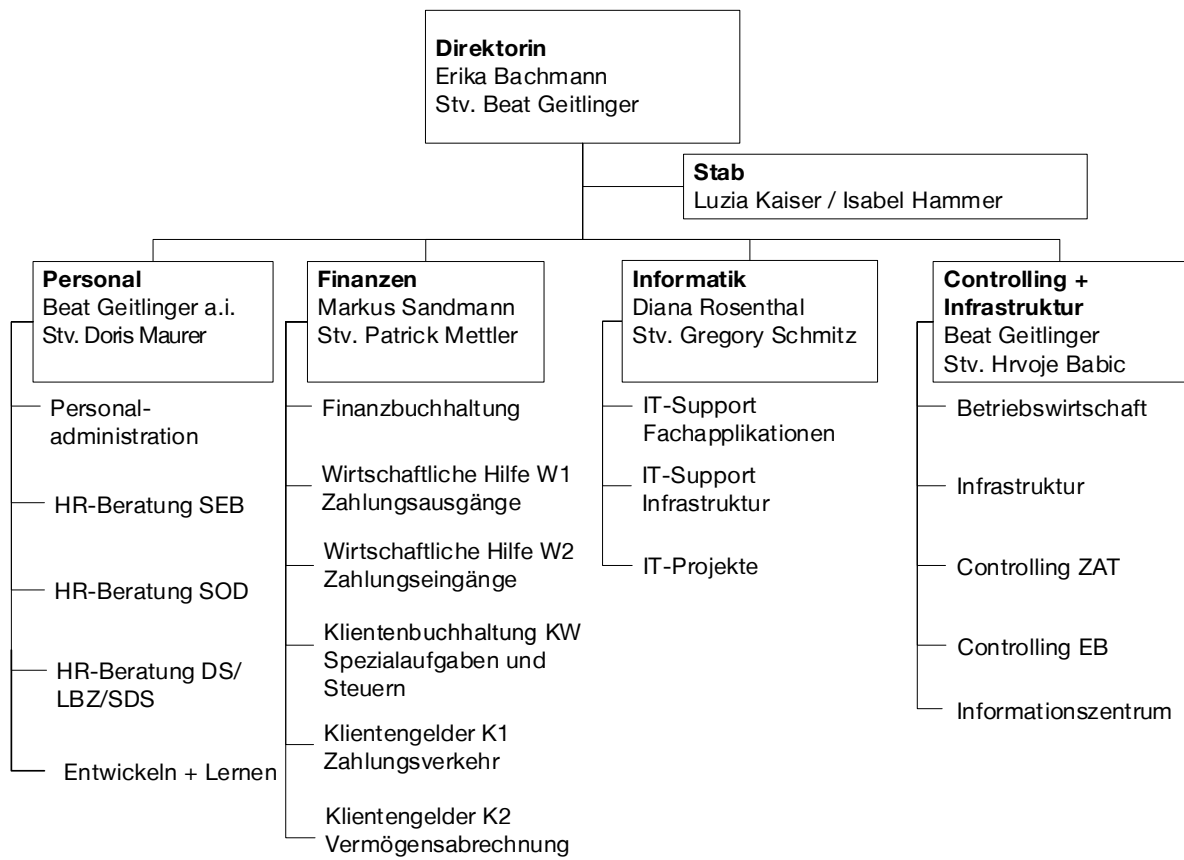 Direktorin
Erika Bachmann
Stv. Beat Geitlinger
Stab
Luzia Kaiser / Isabel Hammer
Personal
Beat Geitlinger a.i.
Stv. Doris Maurer
Personal-
administration
HR-Beratung SEB
HR-Beratung SOD
HR-Beratung DS/
LBZ/SDS
Entwickeln + Lernen
Finanzen
Markus Sandmann
Stv. Patrick Mettler
Finanzbuchhaltung
Wirtschaftliche Hilfe W1
Zahlungsausgänge
Wirtschaftliche Hilfe W2
Zahlungseingänge
Klientenbuchhaltung KW
Spezialaufgaben und
Steuern
Klientengelder K1
Zahlungsverkehr
Klientengelder K2
Vermögensabrechnung
Informatik
Diana Rosenthal
Stv. Gregory Schmitz
IT-Support
Fachapplikationen
IT-Support
Infrastruktur
IT-Projekte
Controlling +
Infrastruktur
Beat Geitlinger
Stv. Hrvoje Babic
Betriebswirtschaft
Infrastruktur
Controlling ZAT
Controlling EB
Informationszentrum